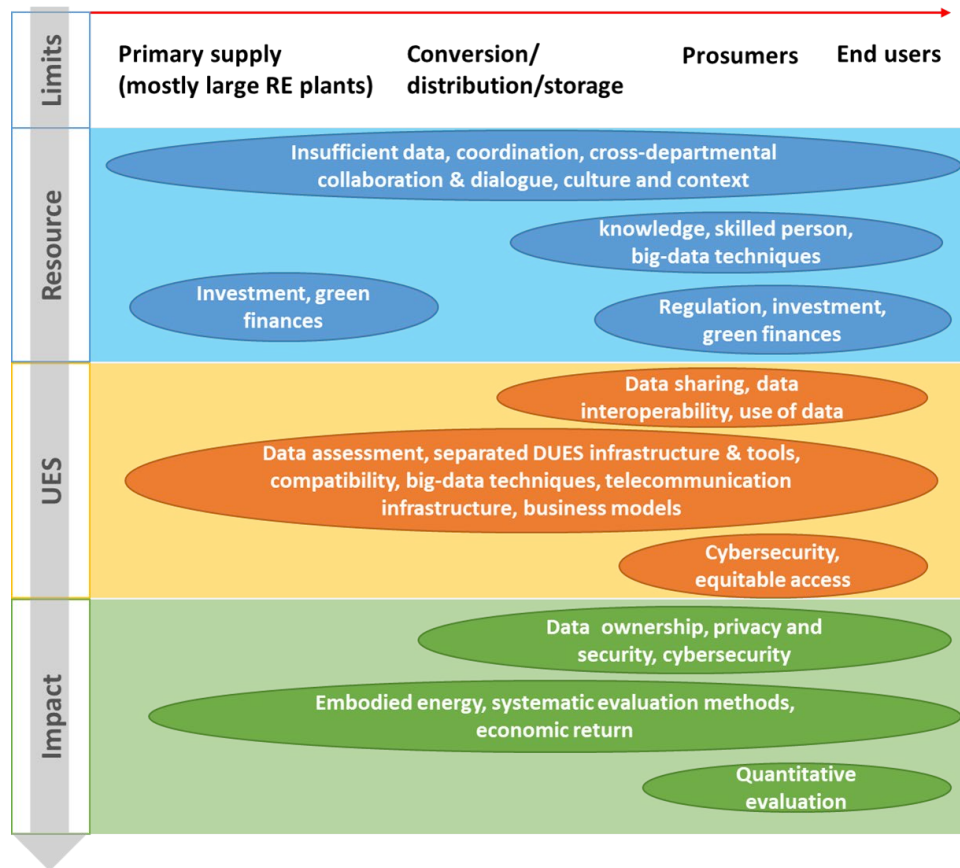 Limits
Primary supply
(mostly large RE plants)
Conversion/
distribution/storage
Prosumers
End users
Resource
Insufficient data, coordination, cross-departmental
collaboration & dialogue, culture and context
knowledge, skilled person,
big-data techniques
Investment, green
finances
Regulation, investment,
green finances
UES
Data sharing, data
interoperability, use of data
Data assessment, separated DUES infrastructure & tools,
compatibility, big-data techniques, telecommunication
infrastructure, business models
Cybersecurity,
equitable access
Impact
Data ownership, privacy and
security, cybersecurity
Embodied energy, systematic evaluation methods,
economic return
Quantitative
evaluation